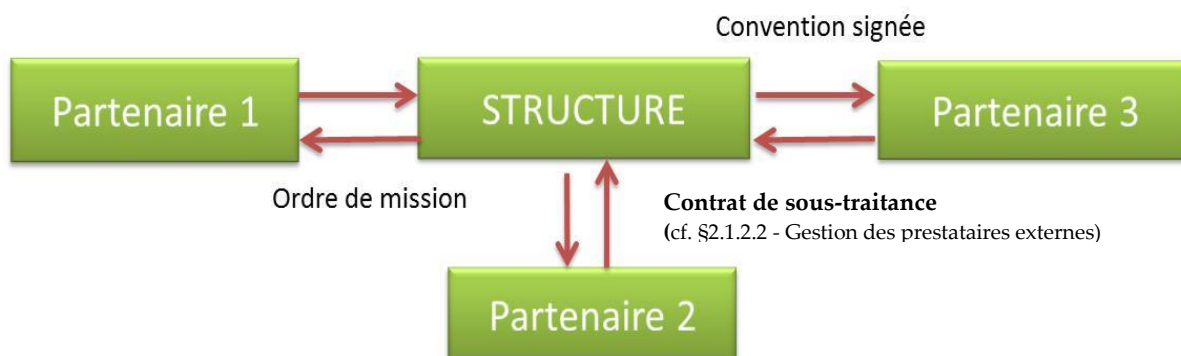 Convention signée
Partenaire 1
STRUCTURE
Partenaire 3
Ordre de mission
Contrat de sous-traitance
(cf. §2.1.2.2 - Gestion des prestataires externes)
Partenaire 2